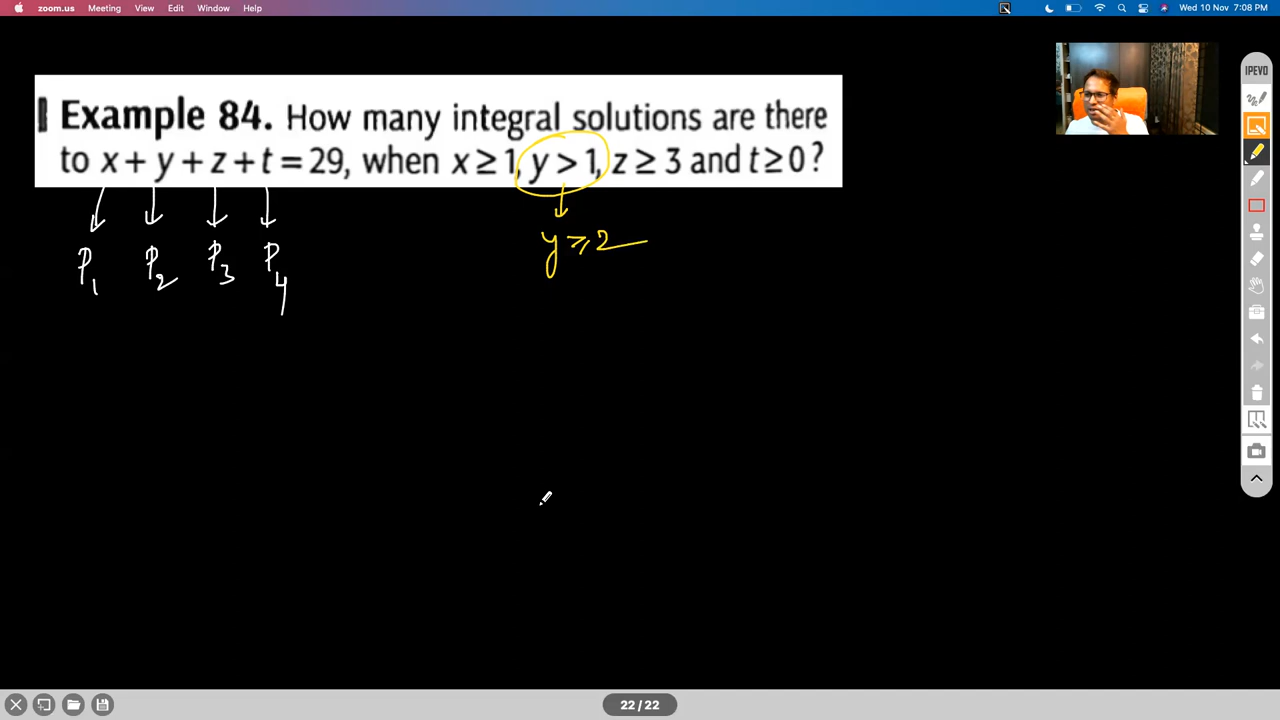 zoom.us Meeting View Edit Window Help Wed 10 Nov 7:08 PM
IPEVO
Example 84. How many integral solutions are there
to x + y + z + t = 29, when x ≥ 1, y > 1, z ≥ 3 and t ≥ 0 ?
P1 P2 P3 P4
y ≥ 2
22 / 22